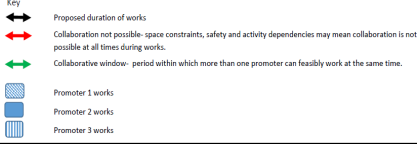 Key
Proposed duration of works
Collaboration not possible- space constraints, safety and activity dependencies may mean collaboration is not
possible at all times during works.
Collaborative window- period within which more than one promoter can feasibly work at the same time.
Promoter 1 works
Promoter 2 works
Promoter 3 works